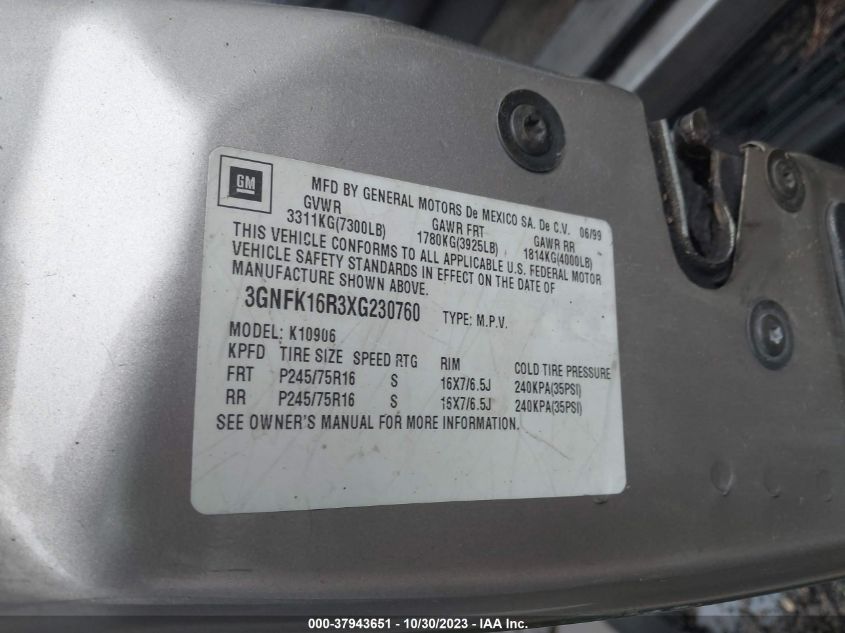 GM
MFD BY GENERAL MOTORS De MEXICO SA. De C.V. 06/99
GVWR GAWR FRT GAWR RR
3311KG(7300LB) 1780KG(3925LB) 1814KG(4000LB)
THIS VEHICLE CONFORMS TO ALL APPLICABLE U.S. FEDERAL MOTOR
VEHICLE SAFETY STANDARDS IN EFFECT ON THE DATE OF
MANUFACTURE SHOWN ABOVE.
3GNFK16R3XG230760 TYPE: M.P.V.
MODEL: K10906
KPFD TIRE SIZE SPEED RTG RIM COLD TIRE PRESSURE
FRT P245/75R16 S 16X7/6.5J 240KPA(35PSI)
RR P245/75R16 S 16X7/6.5J 240KPA(35PSI)
SEE OWNER'S MANUAL FOR MORE INFORMATION.
000-37943651 - 10/30/2023 - IAA Inc.